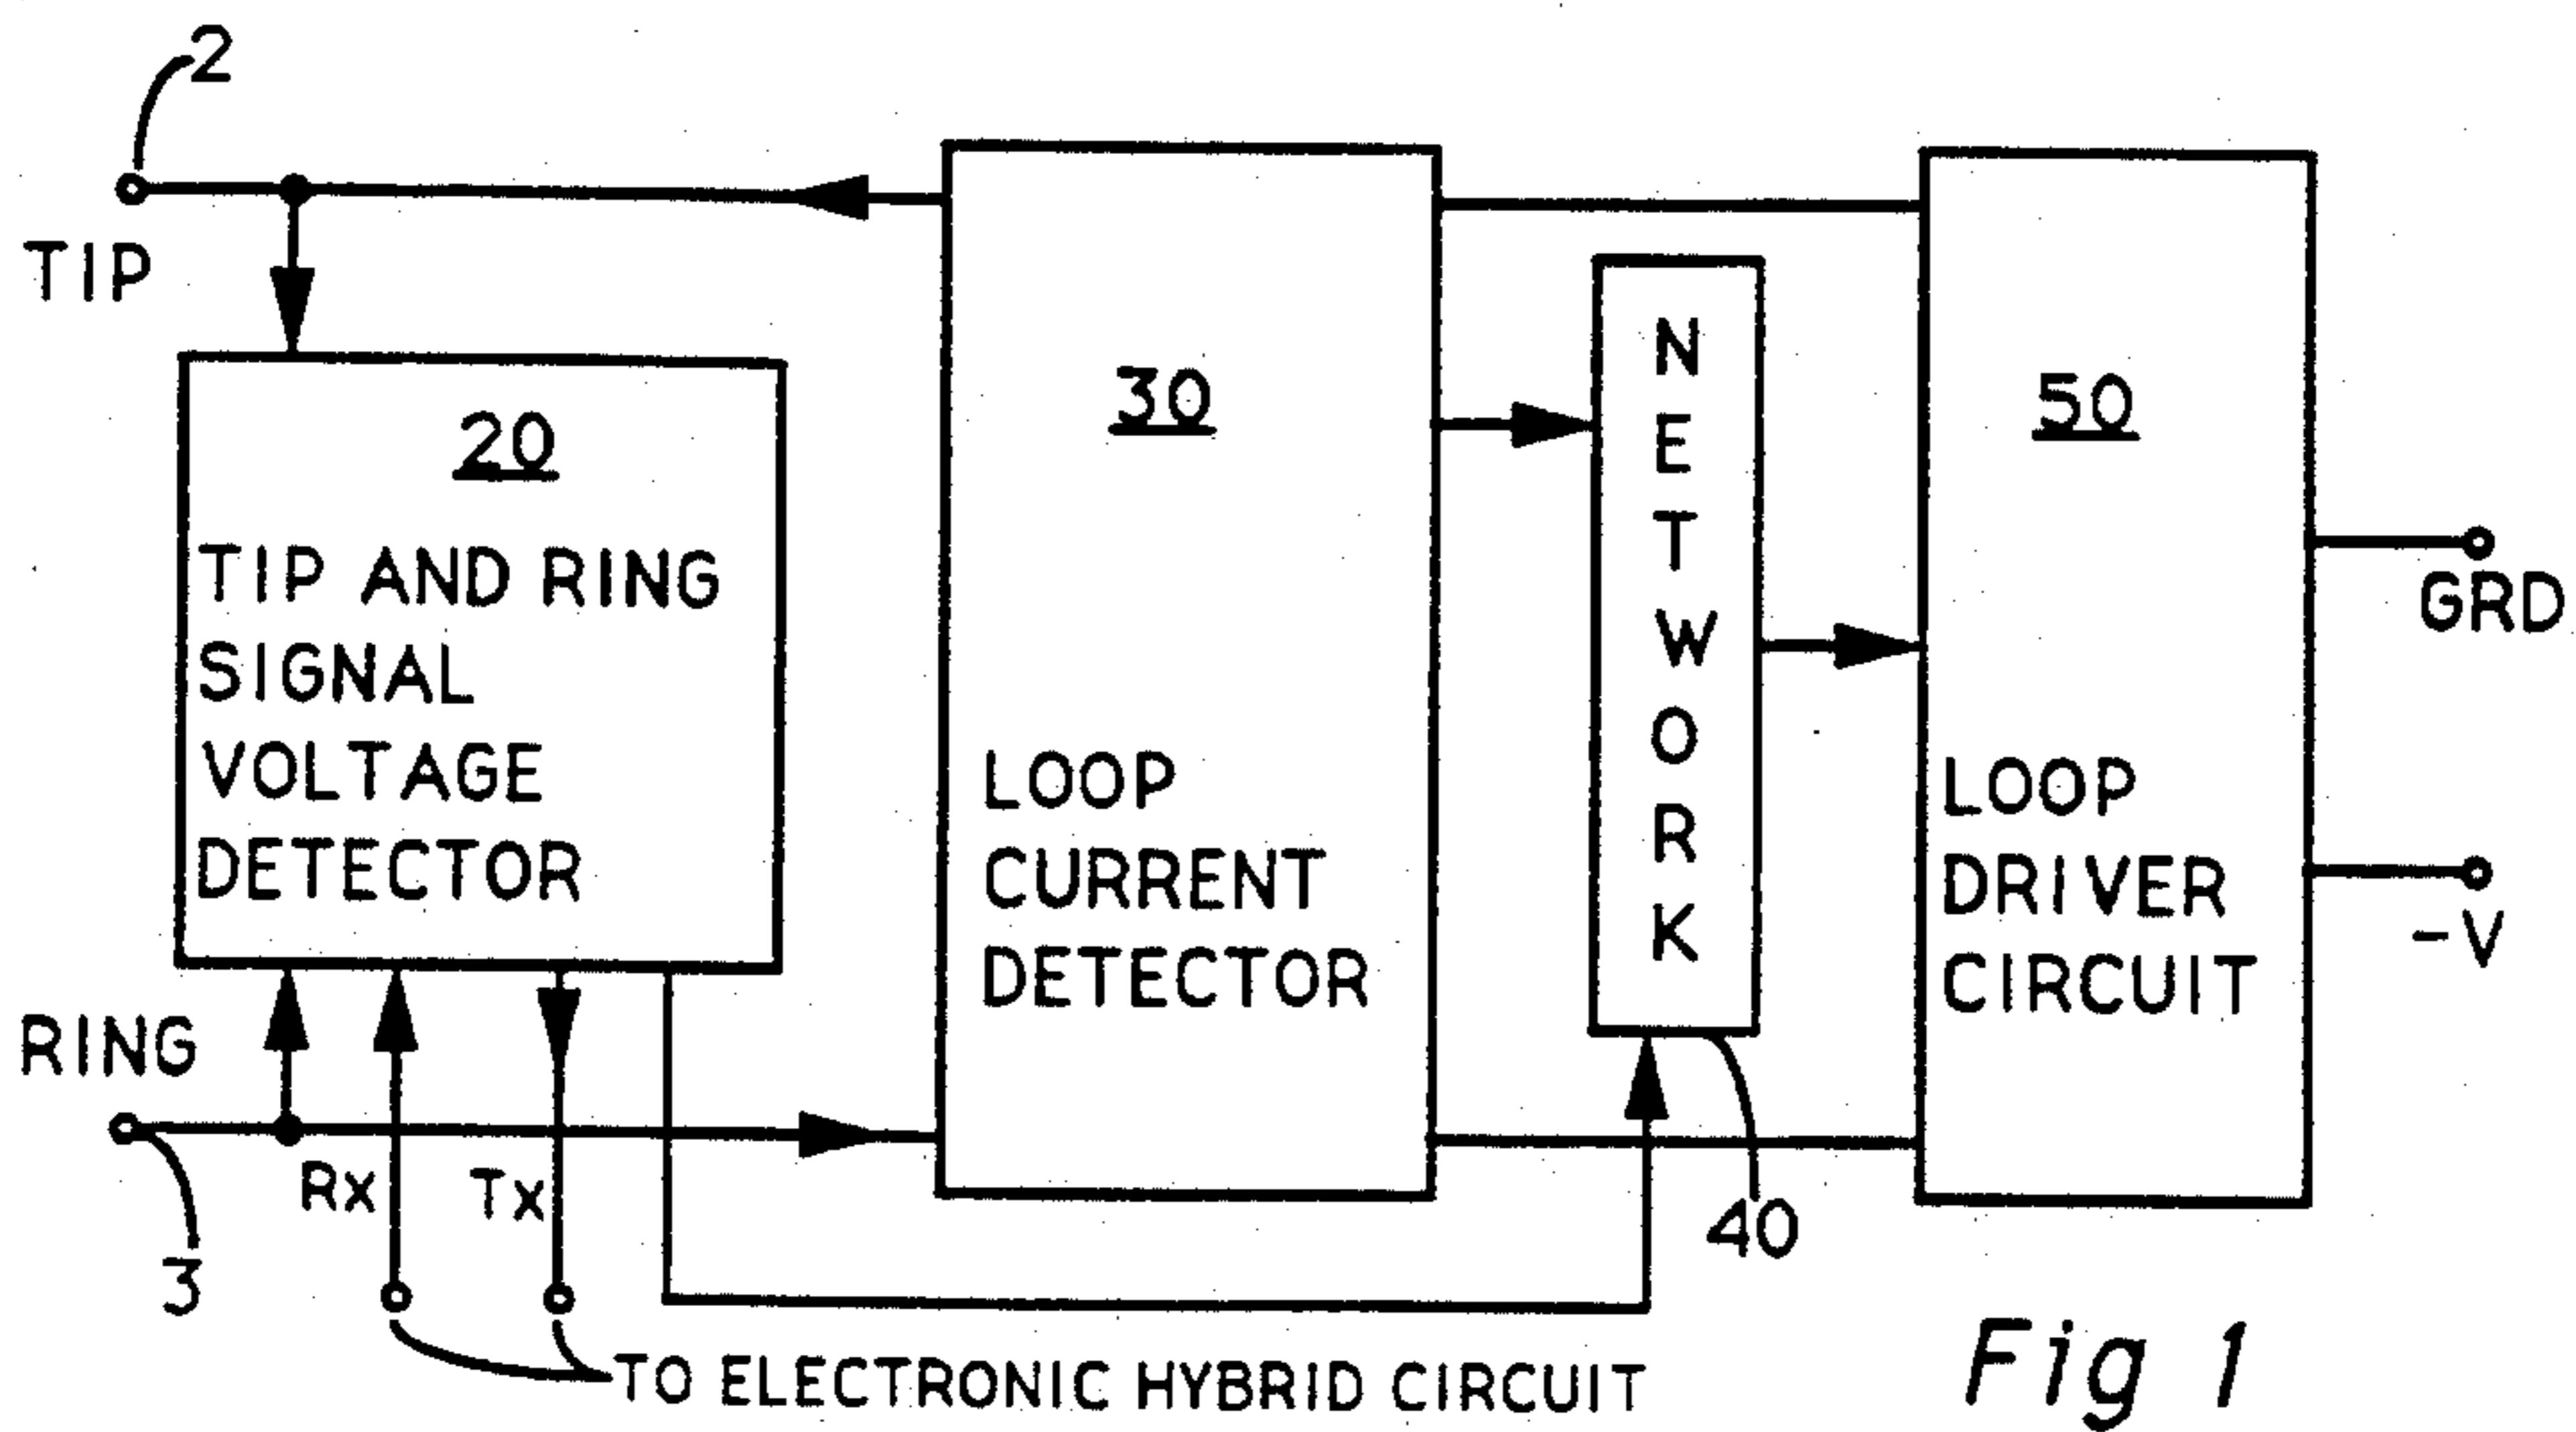 2
TIP
20
TIP AND RING
SIGNAL
VOLTAGE
DETECTOR
RING
3
Rx
Tx
TO ELECTRONIC HYBRID CIRCUIT
30
LOOP
CURRENT
DETECTOR
NETWORK
40
50
LOOP
DRIVER
CIRCUIT
GRD
-V
Fig 1